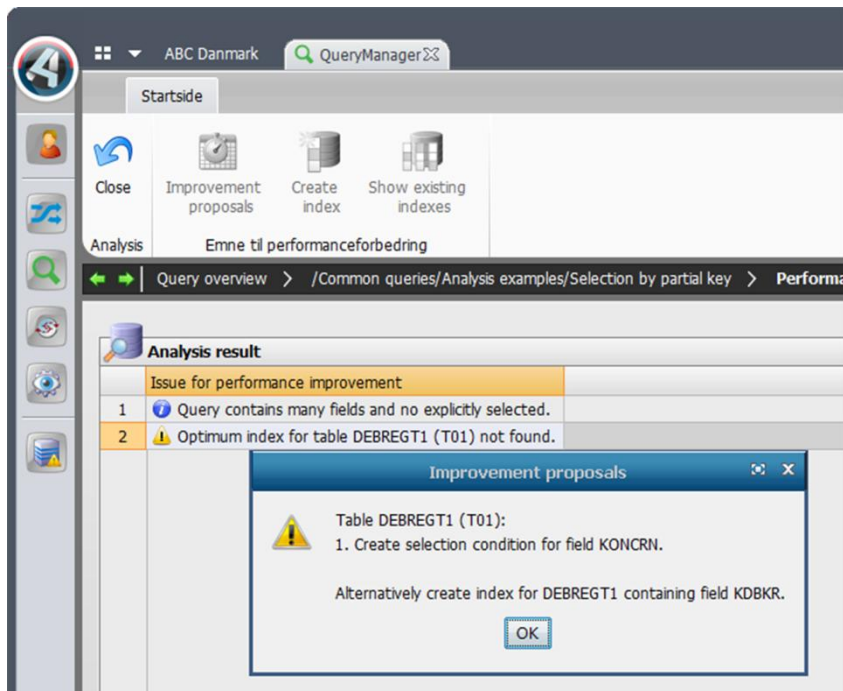 ABC Danmark
QueryManager
Startside
Close
Improvement proposals
Create index
Show existing indexes
Analysis
Emne til performanceforbedring
Query overview > /Common queries/Analysis examples/Selection by partial key > Performa
Analysis result
Issue for performance improvement
1 Query contains many fields and no explicitly selected.
2 Optimum index for table DEBREGT1 (T01) not found.
Improvement proposals
Table DEBREGT1 (T01):
1. Create selection condition for field KONCRN.
Alternatively create index for DEBREGT1 containing field KDBKR.
OK